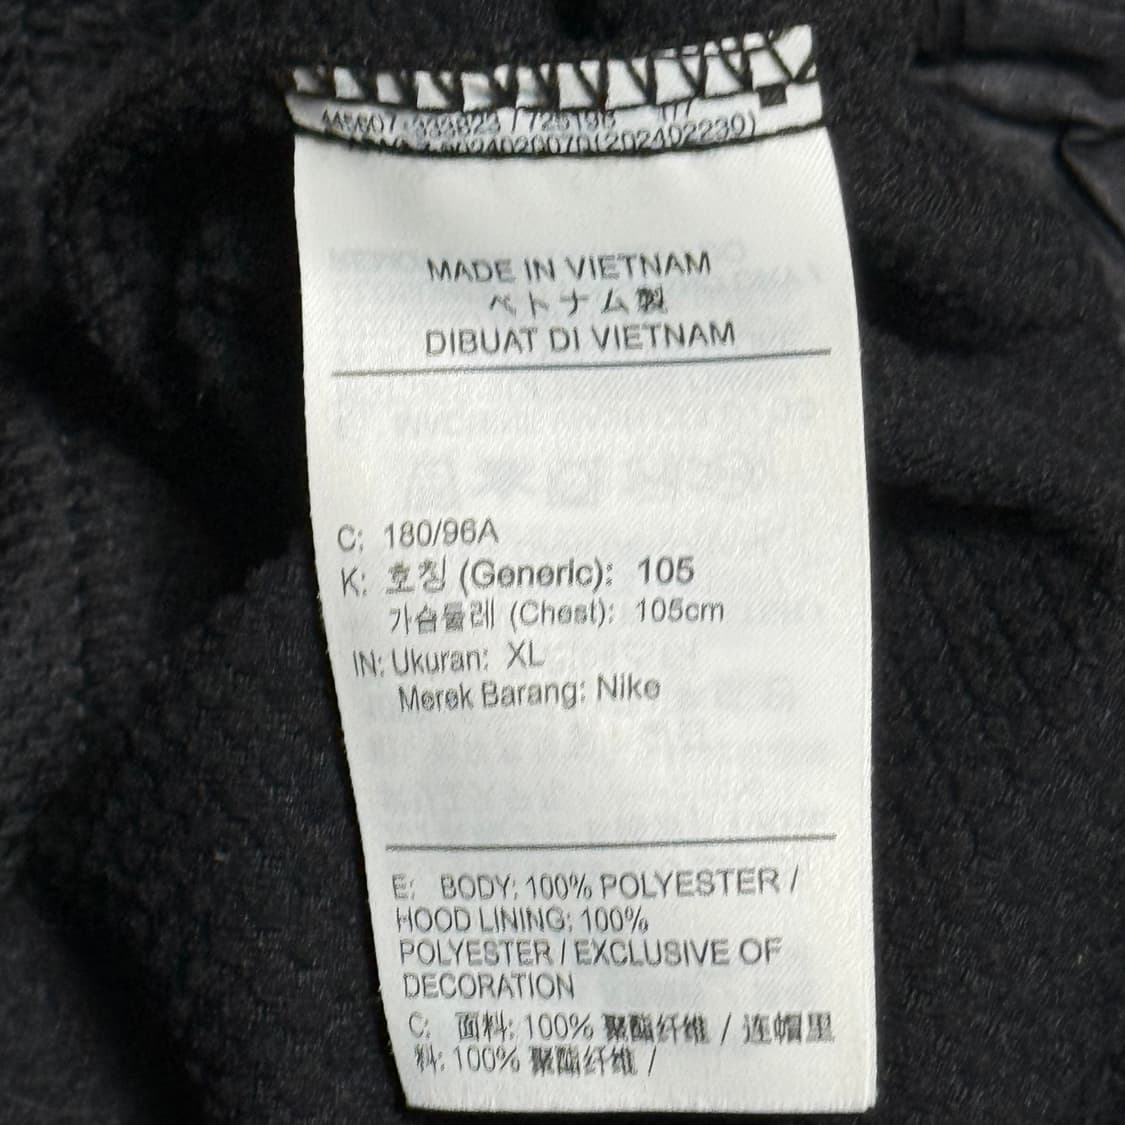 MADE IN VIETNAM
ベトナム製
DIBUAT DI VIETNAM
C: 180/96A
K: 호칭 (Generic): 105
가슴둘레 (Chest): 105cm
IN: Ukuran: XL
Merek Barang: Nike
E: BODY: 100% POLYESTER /
HOOD LINING: 100%
POLYESTER / EXCLUSIVE OF
DECORATION
C: 面料: 100% 聚酯纤维 / 连帽里
料: 100% 聚酯纤维 /